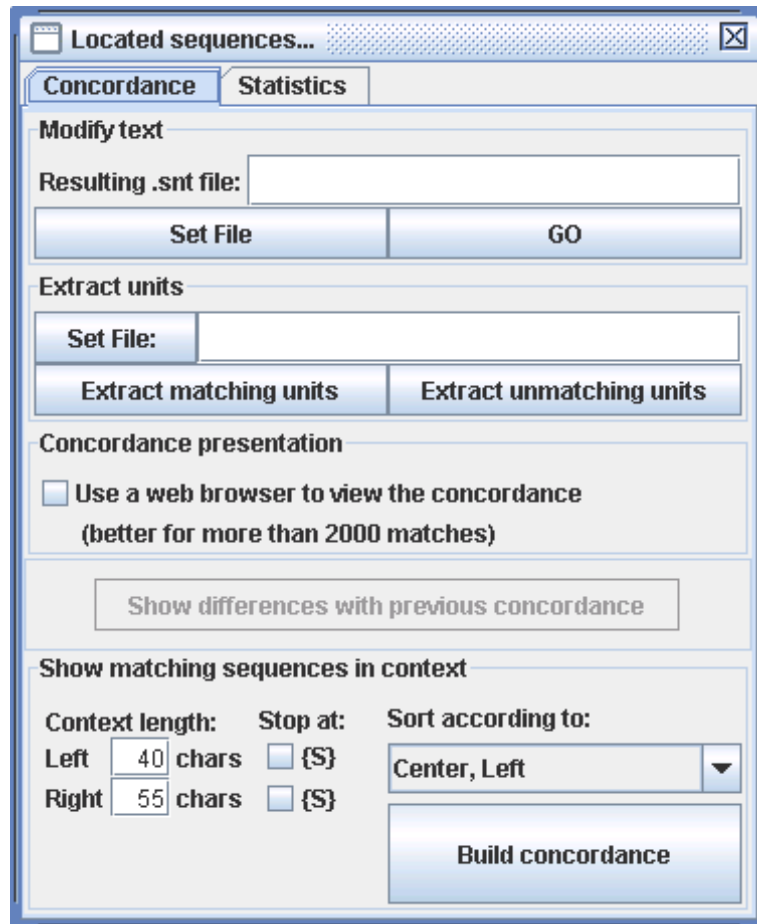 Located sequences...
Concordance Statistics
Modify text
Resulting .snt file:
Set File GO
Extract units
Set File:
Extract matching units Extract unmatching units
Concordance presentation
Use a web browser to view the concordance
(better for more than 2000 matches)
Show differences with previous concordance
Show matching sequences in context
Context length: Stop at: Sort according to:
Left 40 chars {S} Center, Left
Right 55 chars {S}
Build concordance